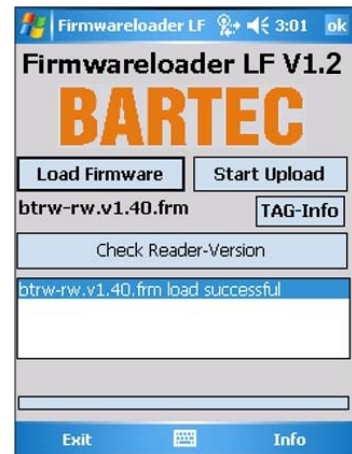 Firmwareloader LF 3:01 ok
Firmwareloader LF V1.2
BARTEC
Load Firmware Start Upload
btrw-rw.v1.40.frm TAG-Info
Check Reader-Version
btrw-rw.v1.40.frm load successful
Exit Info